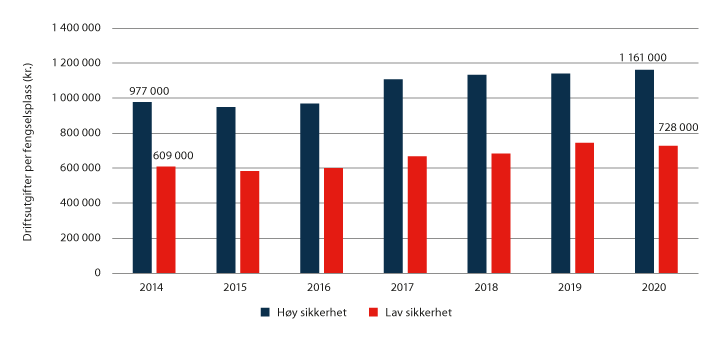 Driftsutgifter per fengselsplass (kr.)
1 400 000
1 200 000
1 000 000
800 000
600 000
400 000
200 000
0
977 000
609 000
1 161 000
728 000
2014
2015
2016
2017
2018
2019
2020
Høy sikkerhet
Lav sikkerhet